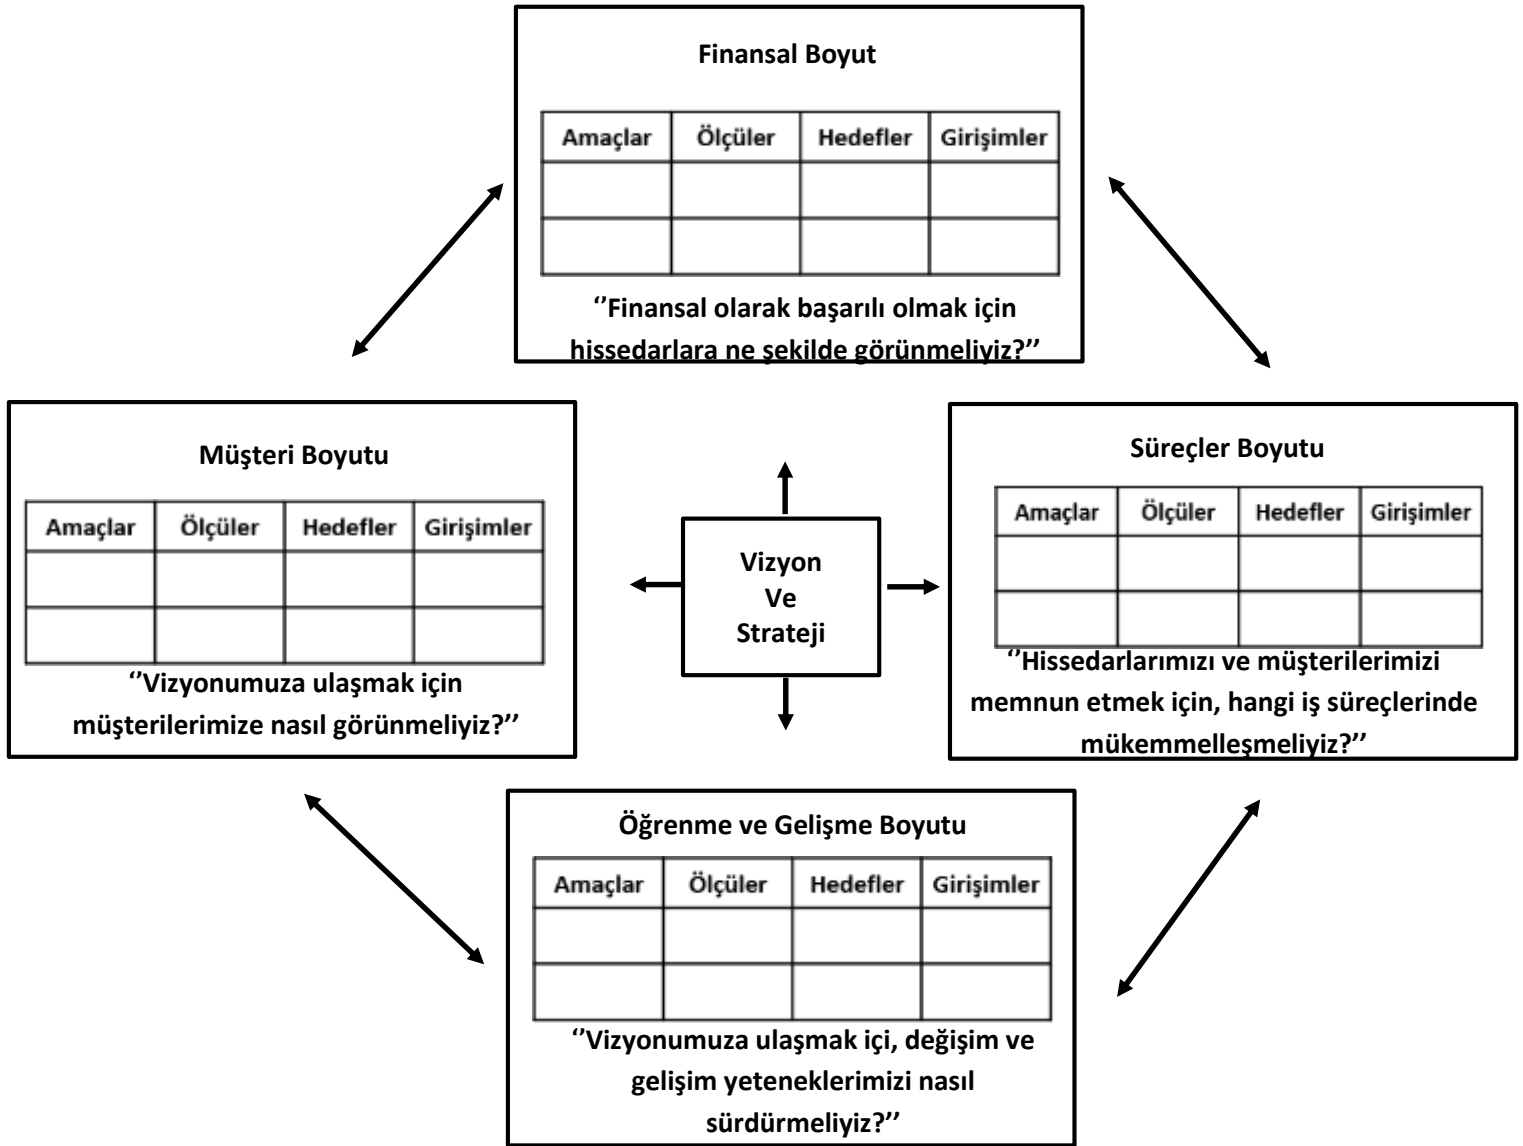 Finansal Boyut
Amaçlar Ölçüler Hedefler Girişimler
‘’Finansal olarak başarılı olmak için
hissedarlara ne şekilde görünmeliyiz?’’
Müşteri Boyutu
Amaçlar Ölçüler Hedefler Girişimler
‘’Vizyonumuza ulaşmak için
müşterilerimize nasıl görünmeliyiz?’’
Vizyon
Ve
Strateji
Süreçler Boyutu
Amaçlar Ölçüler Hedefler Girişimler
‘’Hissedarlarımızı ve müşterilerimizi
memnun etmek için, hangi iş süreçlerinde
mükemmelleşmeliyiz?’’
Öğrenme ve Gelişme Boyutu
Amaçlar Ölçüler Hedefler Girişimler
‘’Vizyonumuza ulaşmak içi, değişim ve
gelişim yeteneklerimizi nasıl
sürdürmeliyiz?’’